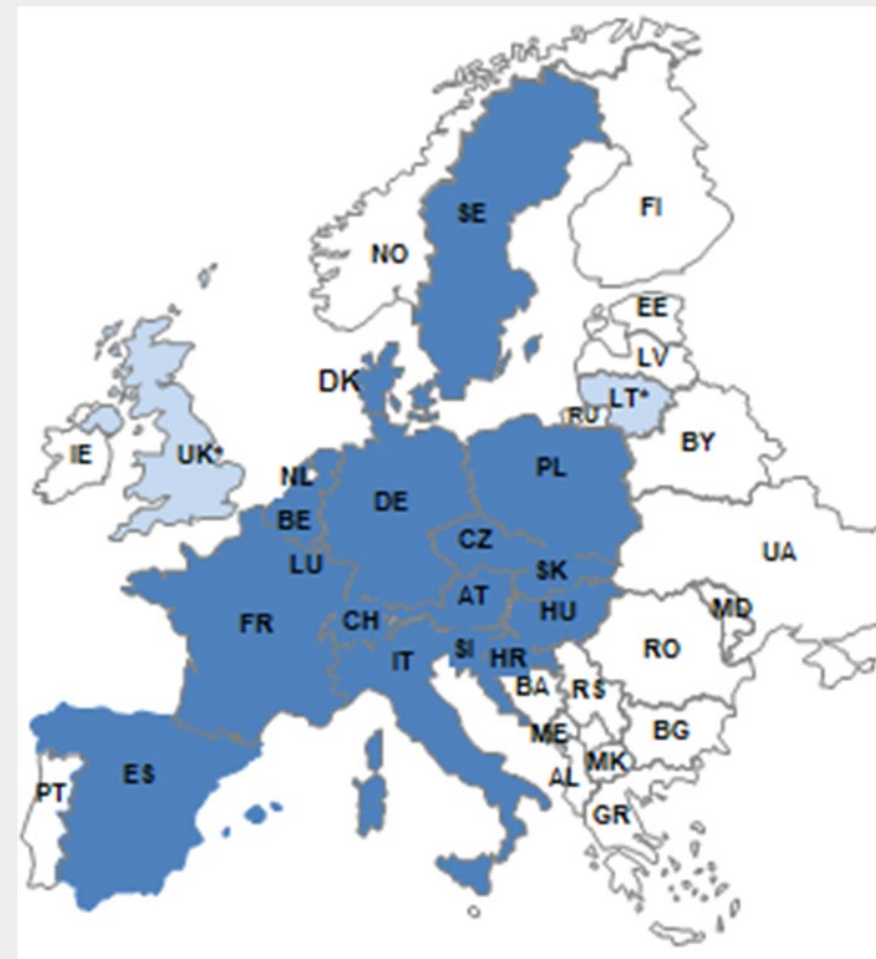 SE
FI
NO
EE
LV
DK
LT*
RU
BY
IE
UK*
NL
PL
DE
BE
CZ
UA
LU
SK
AT
HU
MD
CH
FR
RO
SI
HR
IT
BA
RS
ME
BG
MK
ES
AL
PT
GR